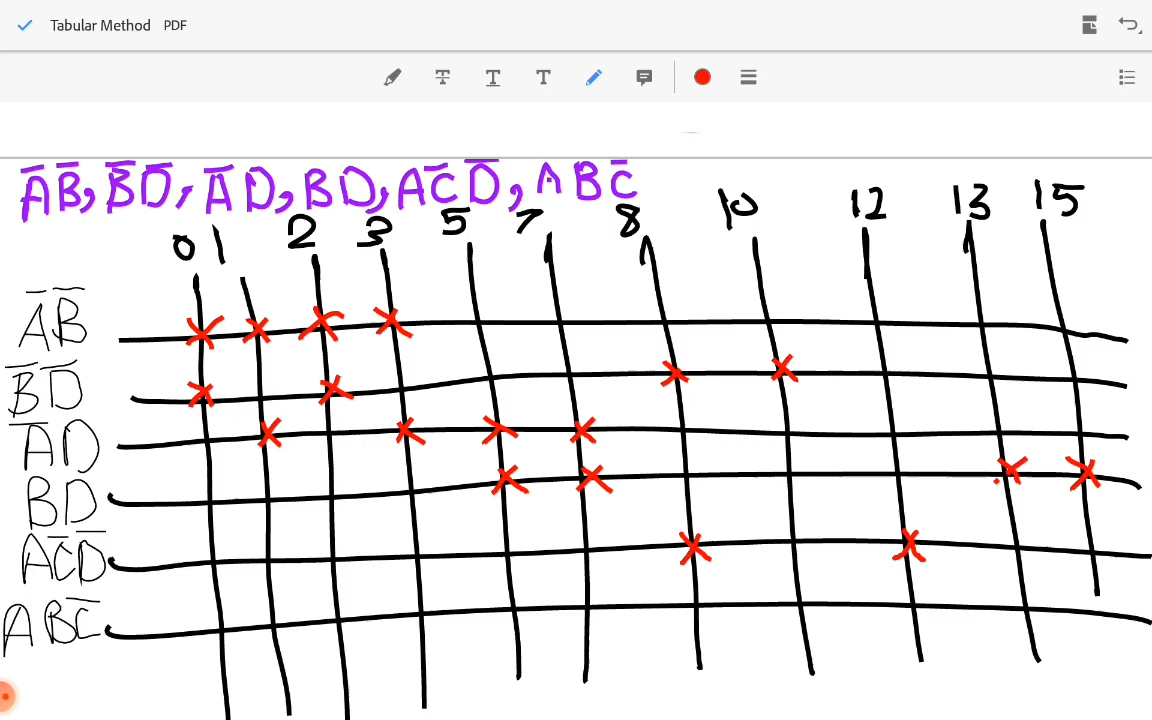 Tabular Method PDF
A̅B̅, B̅D̅, A̅D, BD, AC̅D̅, ABC̅
0 1 2 3 5 7 8 10 12 13 15
A̅B̅
B̅D̅
A̅D
BD
AC̅D̅
ABC̅